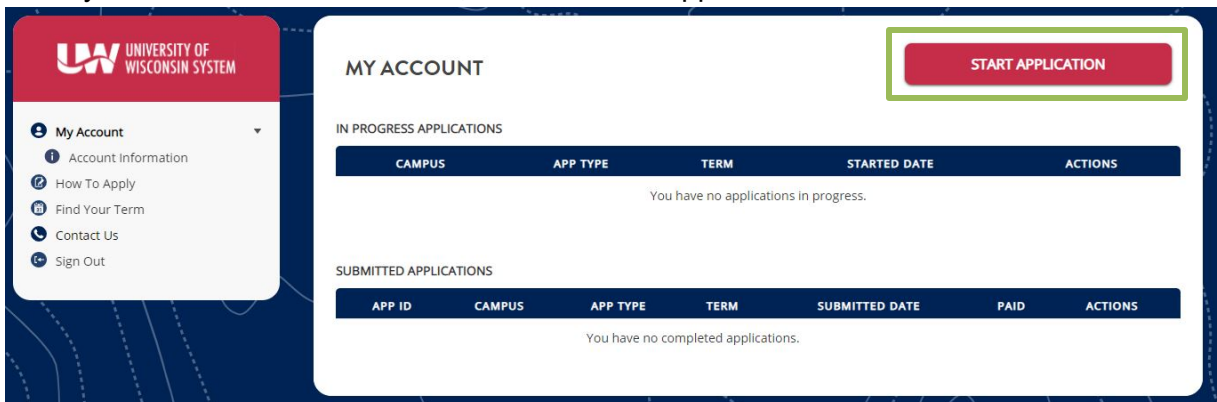 UW UNIVERSITY OF
WISCONSIN SYSTEM
My Account
Account Information
How To Apply
Find Your Term
Contact Us
Sign Out
MY ACCOUNT
START APPLICATION
IN PROGRESS APPLICATIONS
CAMPUS APP TYPE TERM STARTED DATE ACTIONS
You have no applications in progress.
SUBMITTED APPLICATIONS
APP ID CAMPUS APP TYPE TERM SUBMITTED DATE PAID ACTIONS
You have no completed applications.